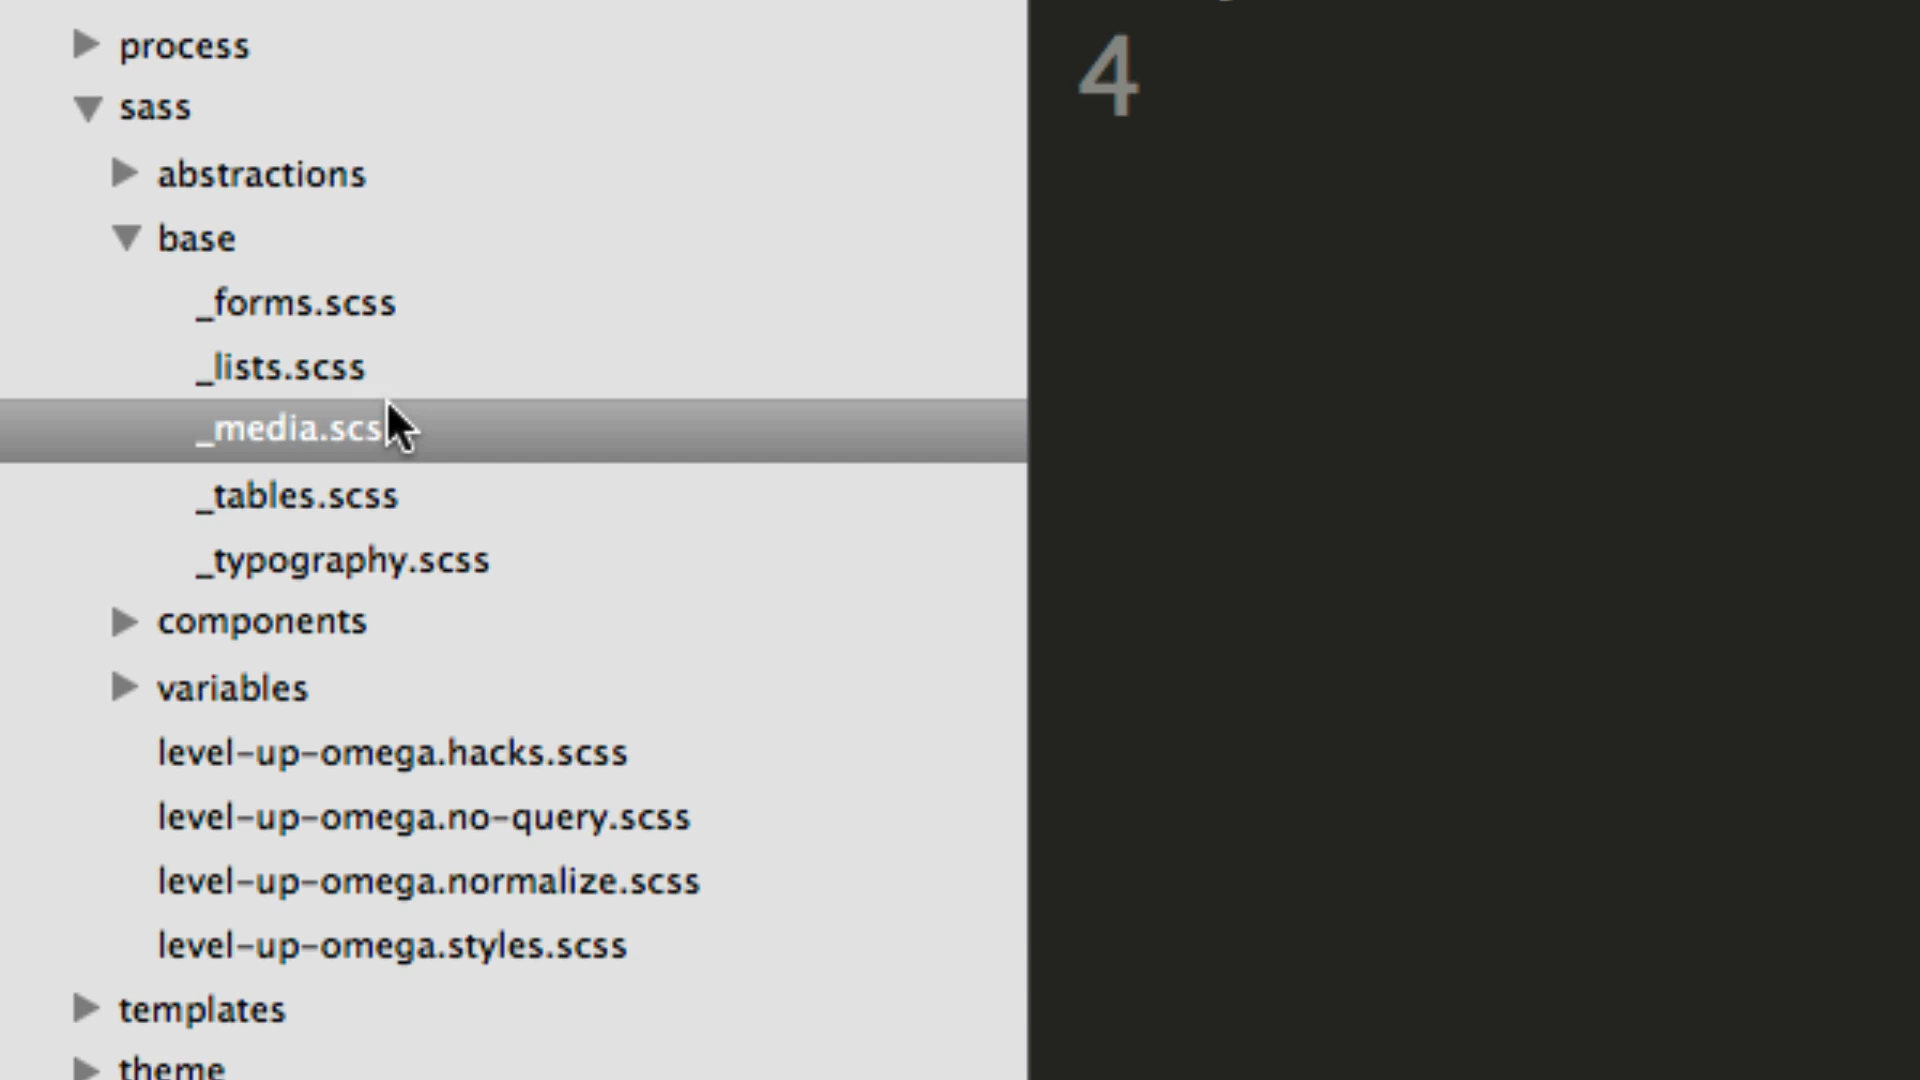 process
sass
abstractions
base
_forms.scss
_lists.scss
_media.scs
_tables.scss
_typography.scss
components
variables
level-up-omega.hacks.scss
level-up-omega.no-query.scss
level-up-omega.normalize.scss
level-up-omega.styles.scss
templates
theme
4